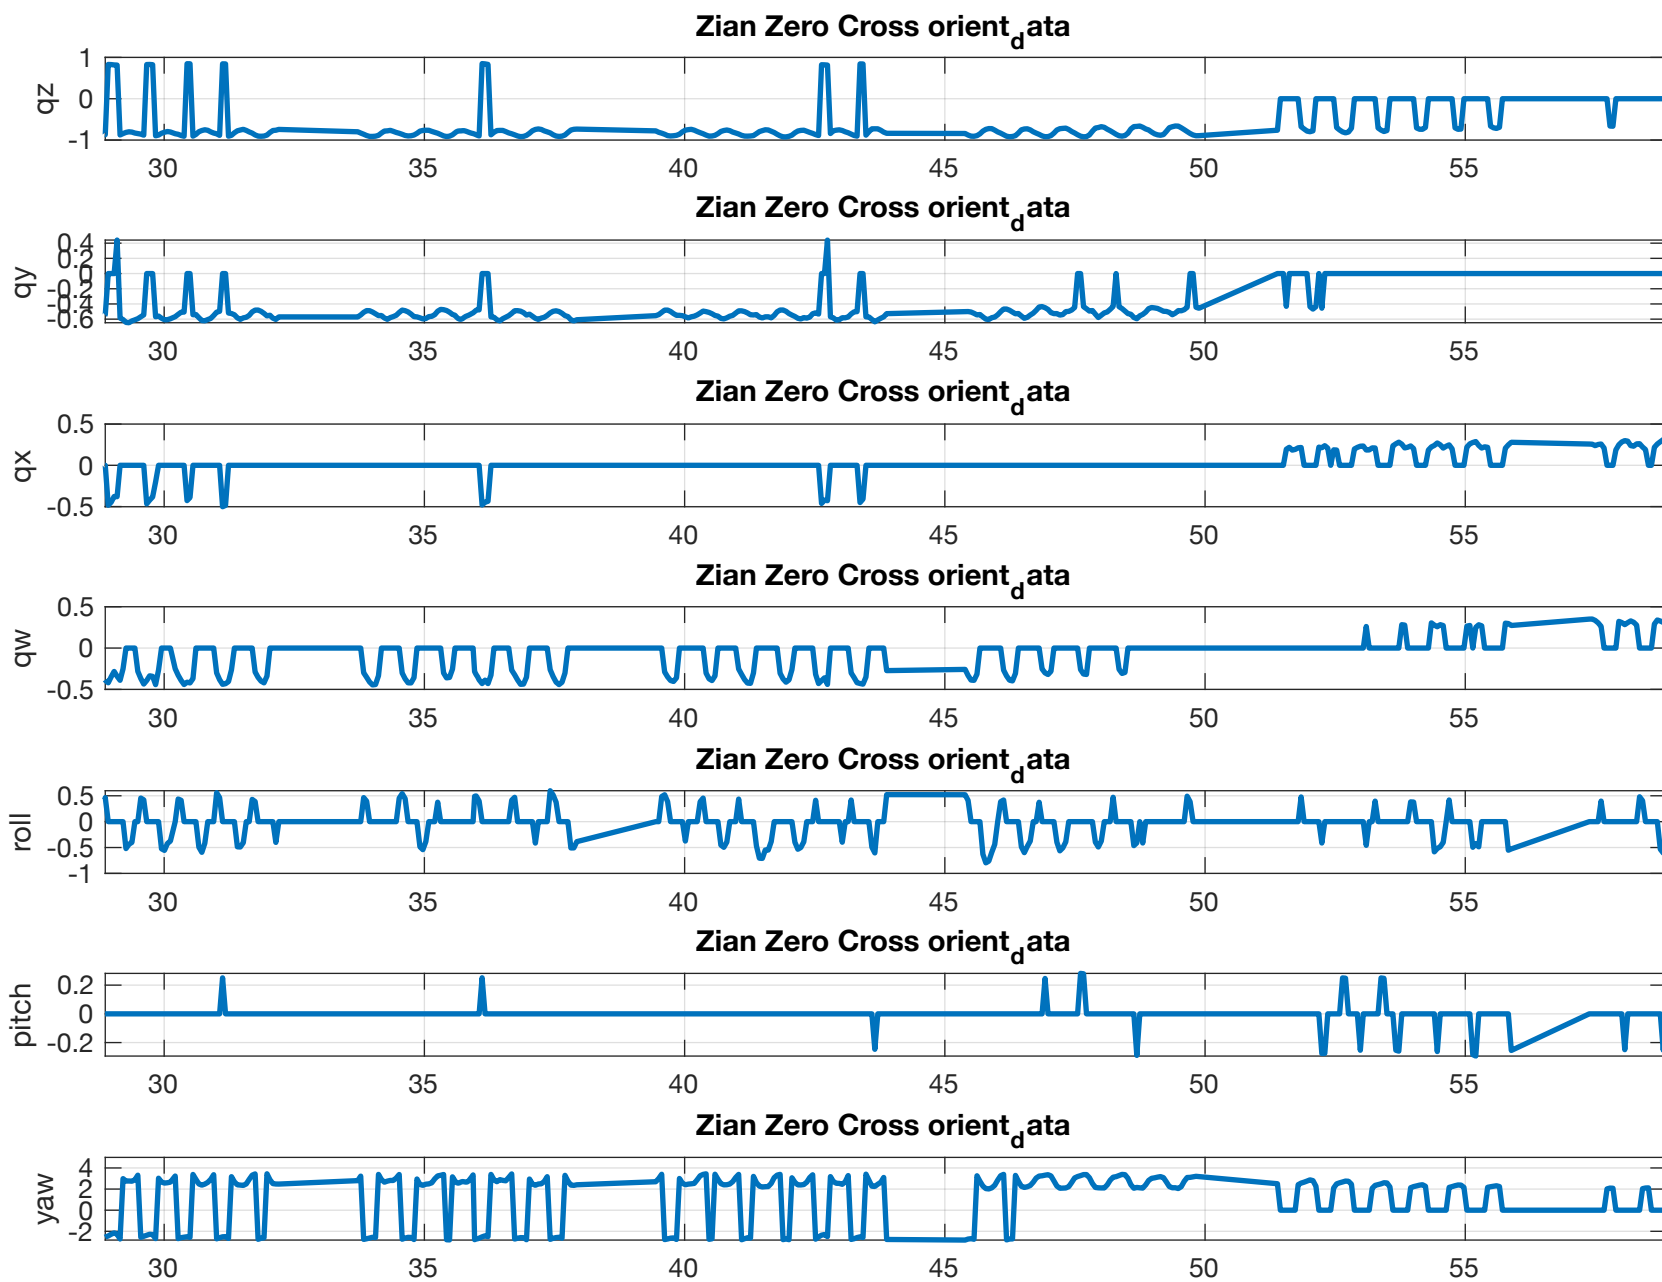 Zian Zero Cross orient_data
1
0
-1
qz
30 35 40 45 50 55
Zian Zero Cross orient_data
0.4
0.2
0
-0.2
-0.4
-0.6
qy
30 35 40 45 50 55
Zian Zero Cross orient_data
0.5
0
-0.5
qx
30 35 40 45 50 55
Zian Zero Cross orient_data
0.5
0
-0.5
qw
30 35 40 45 50 55
Zian Zero Cross orient_data
0.5
0
-0.5
-1
roll
30 35 40 45 50 55
Zian Zero Cross orient_data
0.2
0
-0.2
pitch
30 35 40 45 50 55
Zian Zero Cross orient_data
4
2
0
-2
yaw
30 35 40 45 50 55